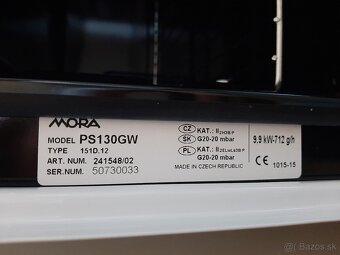 MORA
MODEL PS130GW
TYPE 151D.12
ART. NUM. 241548/02
SER.NUM. 50730033
CZ KAT.: II2H3B/P
SK G20-20 mbar
PL KAT.: II2ELwLs3B/P
G20-20 mbar
MADE IN CZECH REPUBLIC
9,9 kW-712 g/h
CE 1015-15
© Bazos.sk